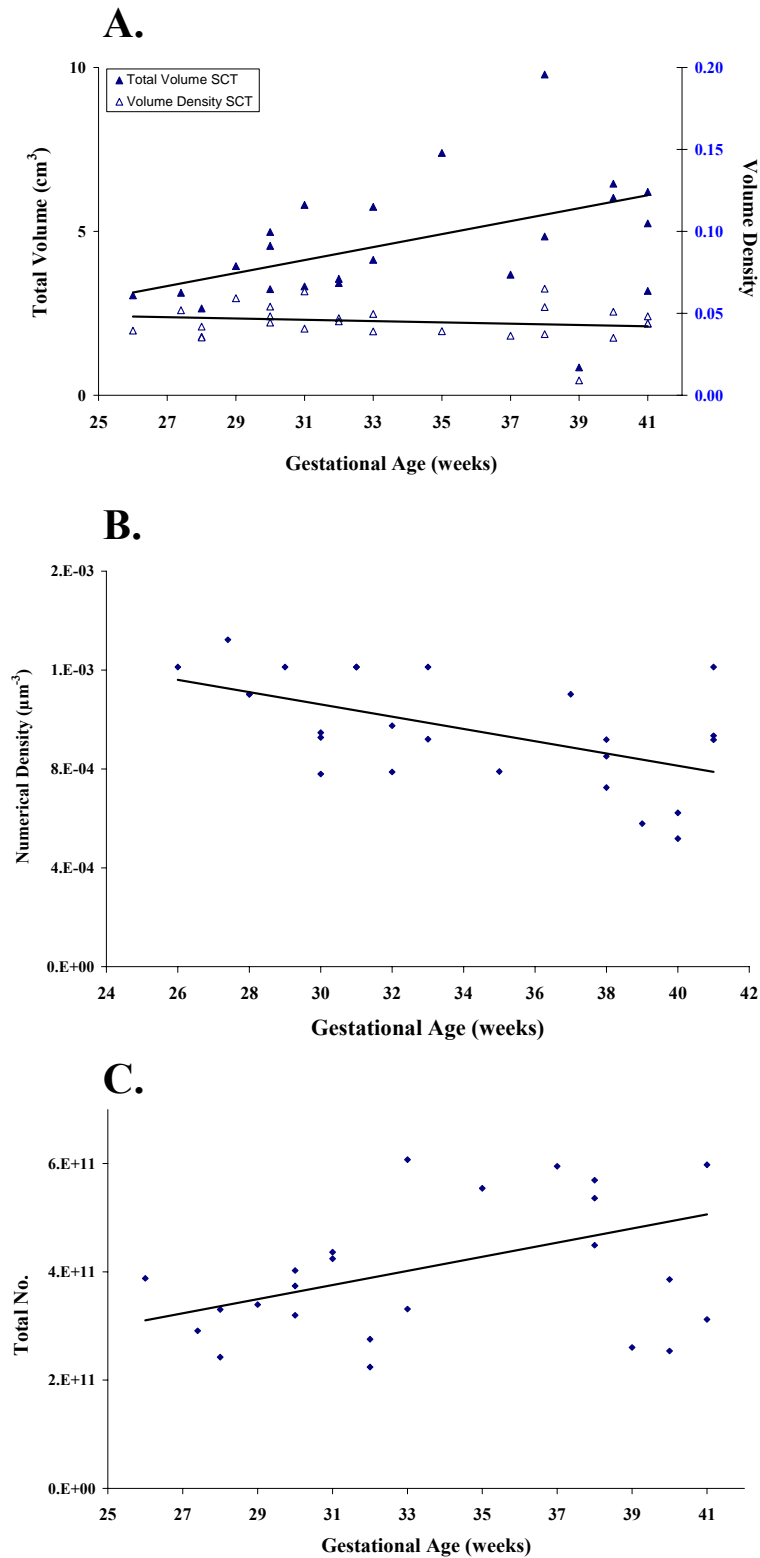 A.
Total Volume SCT
Volume Density SCT
10
5
0
0.20
0.15
0.10
0.05
0.00
Total Volume (cm³)
Volume Density
25 27 29 31 33 35 37 39 41
Gestational Age (weeks)
B.
2.E-03
1.E-03
8.E-04
4.E-04
0.E+00
Numerical Density (µm⁻³)
24 26 28 30 32 34 36 38 40 42
Gestational Age (weeks)
C.
6.E+11
4.E+11
2.E+11
0.E+00
Total No.
25 27 29 31 33 35 37 39 41
Gestational Age (weeks)